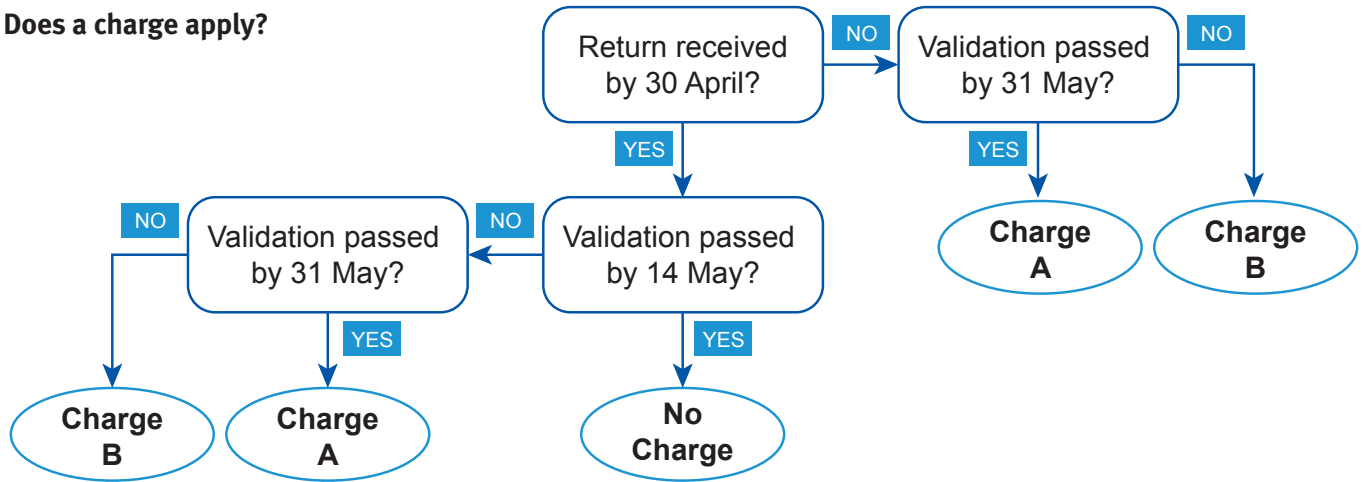 Does a charge apply?
Return received
by 30 April?
NO
Validation passed
by 31 May?
NO
YES
YES
Charge
A
Charge
B
NO
Validation passed
by 31 May?
NO
Validation passed
by 14 May?
YES
YES
Charge
B
Charge
A
No
Charge